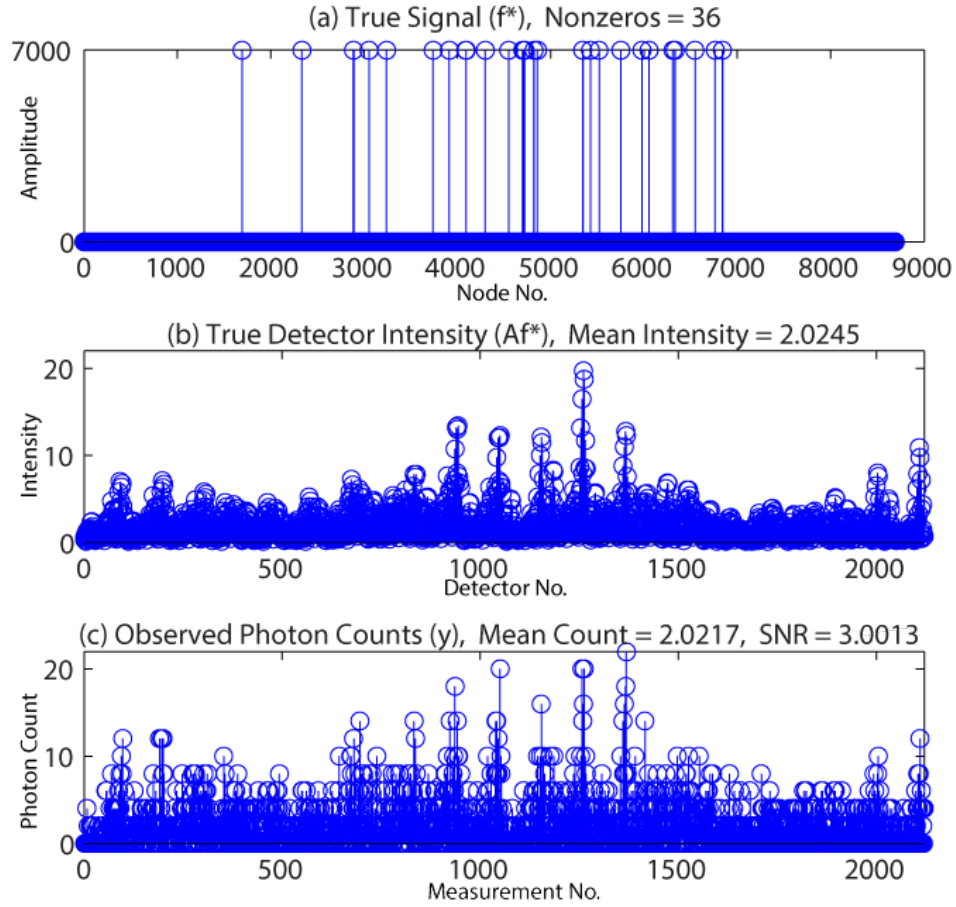 (a) True Signal (f*), Nonzeros = 36
7000
0
Amplitude
0 1000 2000 3000 4000 5000 6000 7000 8000 9000
Node No.
(b) True Detector Intensity (Af*), Mean Intensity = 2.0245
20
10
0
Intensity
0 500 1000 1500 2000
Detector No.
(c) Observed Photon Counts (y), Mean Count = 2.0217, SNR = 3.0013
20
10
0
Photon Count
0 500 1000 1500 2000
Measurement No.